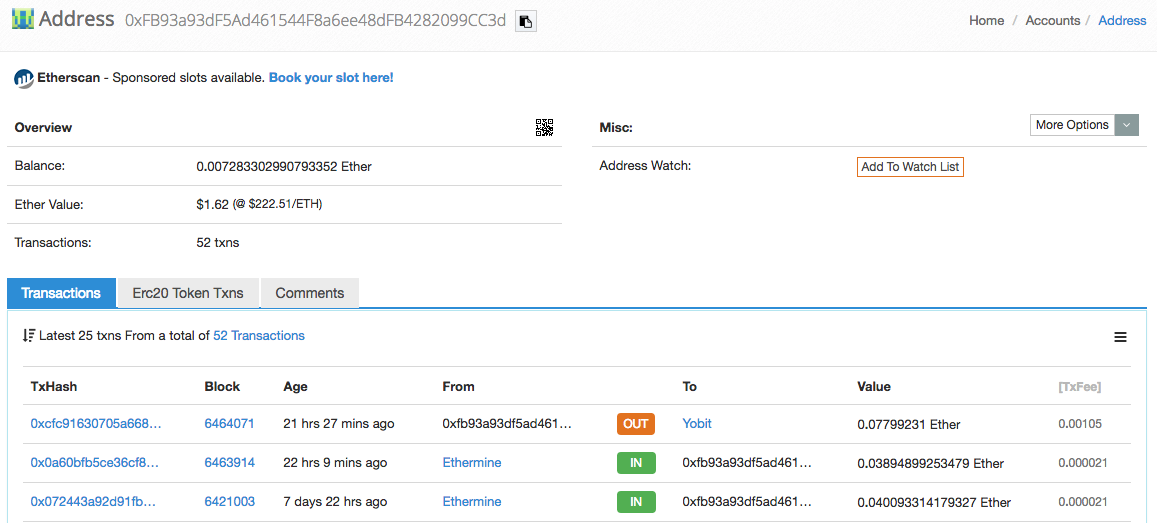 Address 0xFB93a93dF5Ad461544F8a6ee48dFB4282099CC3d
Home / Accounts / Address
Etherscan - Sponsored slots available. Book your slot here!
Overview
Misc:
More Options
Balance: 0.007283302990793352 Ether
Address Watch: Add To Watch List
Ether Value: $1.62 (@ $222.51/ETH)
Transactions: 52 txns
Transactions Erc20 Token Txns Comments
Latest 25 txns From a total of 52 Transactions
TxHash Block Age From To Value [TxFee]
0xcfc91630705a668... 6464071 21 hrs 27 mins ago 0xfb93a93df5ad461... OUT Yobit 0.07799231 Ether 0.00105
0x0a60bfb5ce36cf8... 6463914 22 hrs 9 mins ago Ethermine IN 0xfb93a93df5ad461... 0.03894899253479 Ether 0.000021
0x072443a92d91fb... 6421003 7 days 22 hrs ago Ethermine IN 0xfb93a93df5ad461... 0.040093314179327 Ether 0.000021